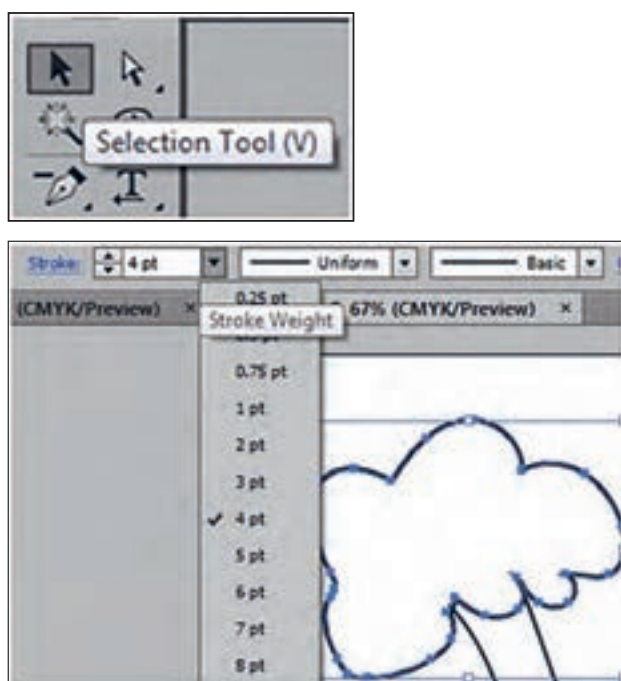 Selection Tool (V)
Stroke: 4 pt Uniform Basic
(CMYK/Preview) × 67% (CMYK/Preview) ×
0.25 pt
Stroke Weight
0.75 pt
1 pt
2 pt
3 pt
4 pt
5 pt
6 pt
7 pt
8 pt